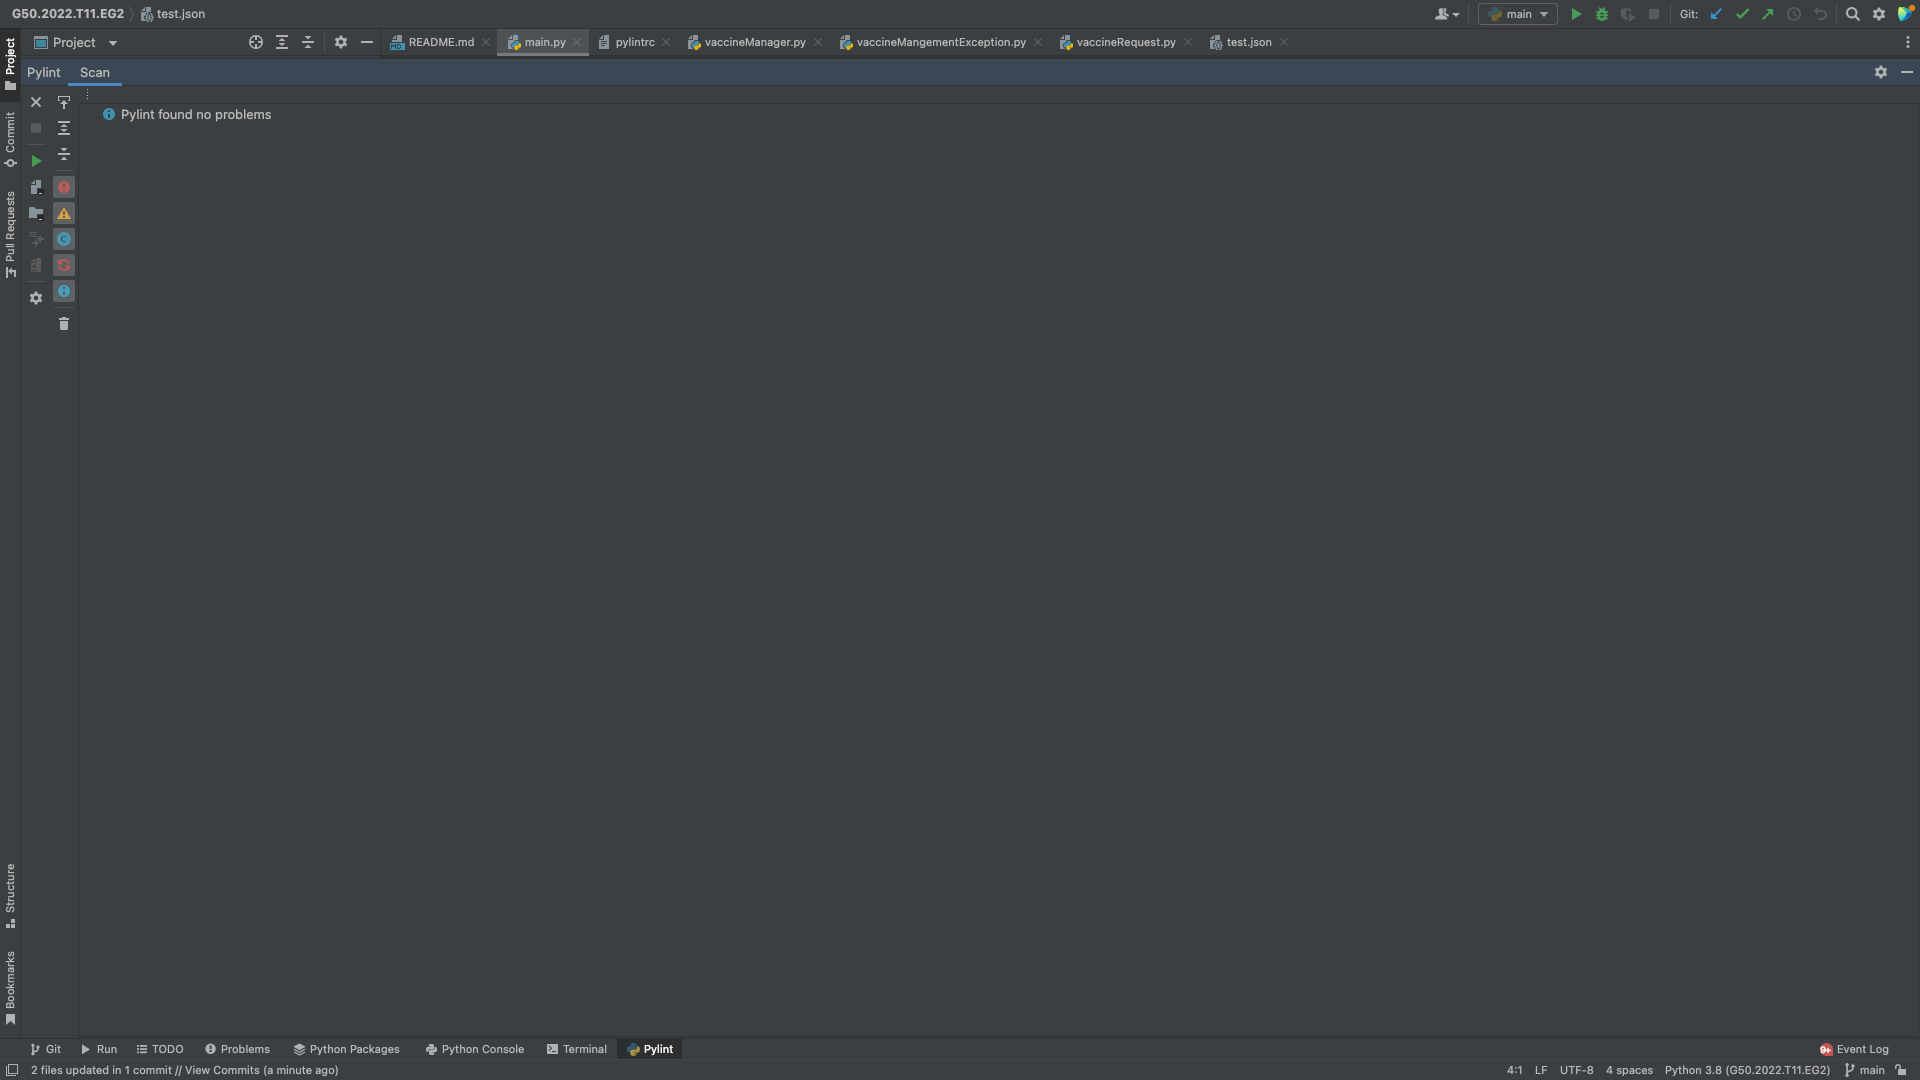 G50.2022.T11.EG2 test.json
main
Git:
Project
README.md
main.py
pylintrc
vaccineManager.py
vaccineMangementException.py
vaccineRequest.py
test.json
Pylint Scan
Pylint found no problems
Project
Commit
Pull Requests
Structure
Bookmarks
Git
Run
TODO
Problems
Python Packages
Python Console
Terminal
Pylint
9+ Event Log
2 files updated in 1 commit // View Commits (a minute ago)
4:1 LF UTF-8 4 spaces Python 3.8 (G50.2022.T11.EG2) main